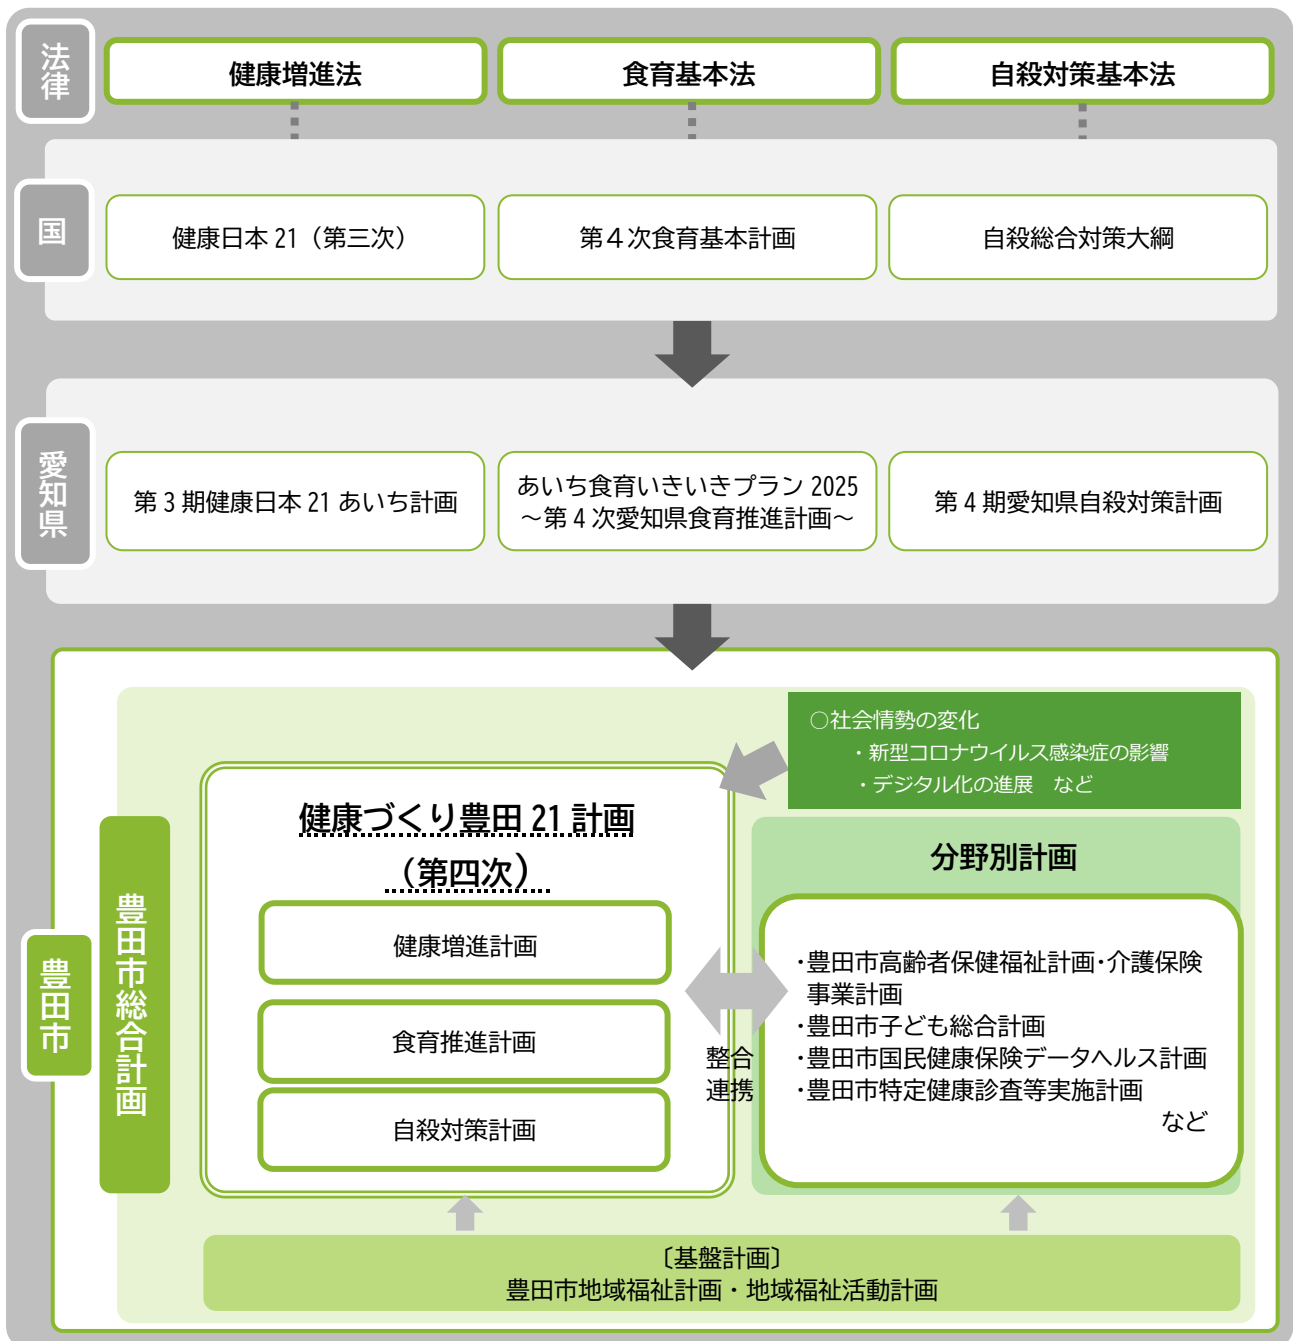 法律
健康増進法
食育基本法
自殺対策基本法
国
健康日本 21（第三次）
第４次食育基本計画
自殺総合対策大綱
愛知県
第 3 期健康日本 21 あいち計画
あいち食育いきいきプラン 2025
～第 4 次愛知県食育推進計画～
第 4 期愛知県自殺対策計画
○社会情勢の変化
・新型コロナウイルス感染症の影響
・デジタル化の進展　など
豊田市
豊田市総合計画
健康づくり豊田 21 計画
（第四次）
健康増進計画
食育推進計画
自殺対策計画
整合
連携
分野別計画
・豊田市高齢者保健福祉計画・介護保険
事業計画
・豊田市子ども総合計画
・豊田市国民健康保険データヘルス計画
・豊田市特定健康診査等実施計画
など
〔基盤計画〕
豊田市地域福祉計画・地域福祉活動計画